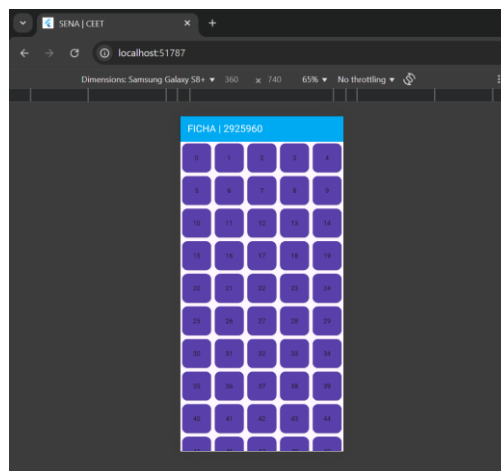 SENA | CEET
localhost:51787
Dimensions: Samsung Galaxy S8+ 360 x 740 65% No throttling
FICHA | 2925960
0 1 2 3 4
5 6 7 8 9
10 11 12 13 14
15 16 17 18 19
20 21 22 23 24
25 26 27 28 29
30 31 32 33 34
35 36 37 38 39
40 41 42 43 44